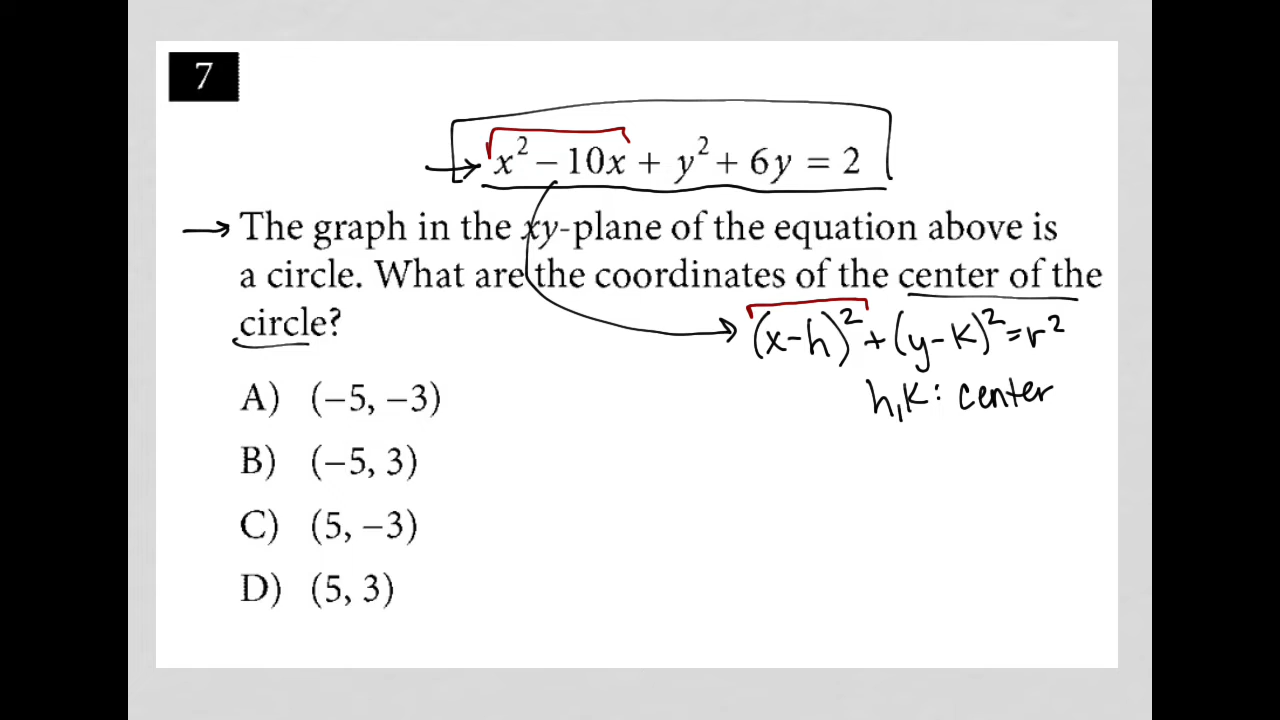 7
x² − 10x + y² + 6y = 2
The graph in the xy-plane of the equation above is
a circle. What are the coordinates of the center of the
circle?
(x-h)²+(y-k)²=r²
h,k: center
A) (−5, −3)
B) (−5, 3)
C) (5, −3)
D) (5, 3)